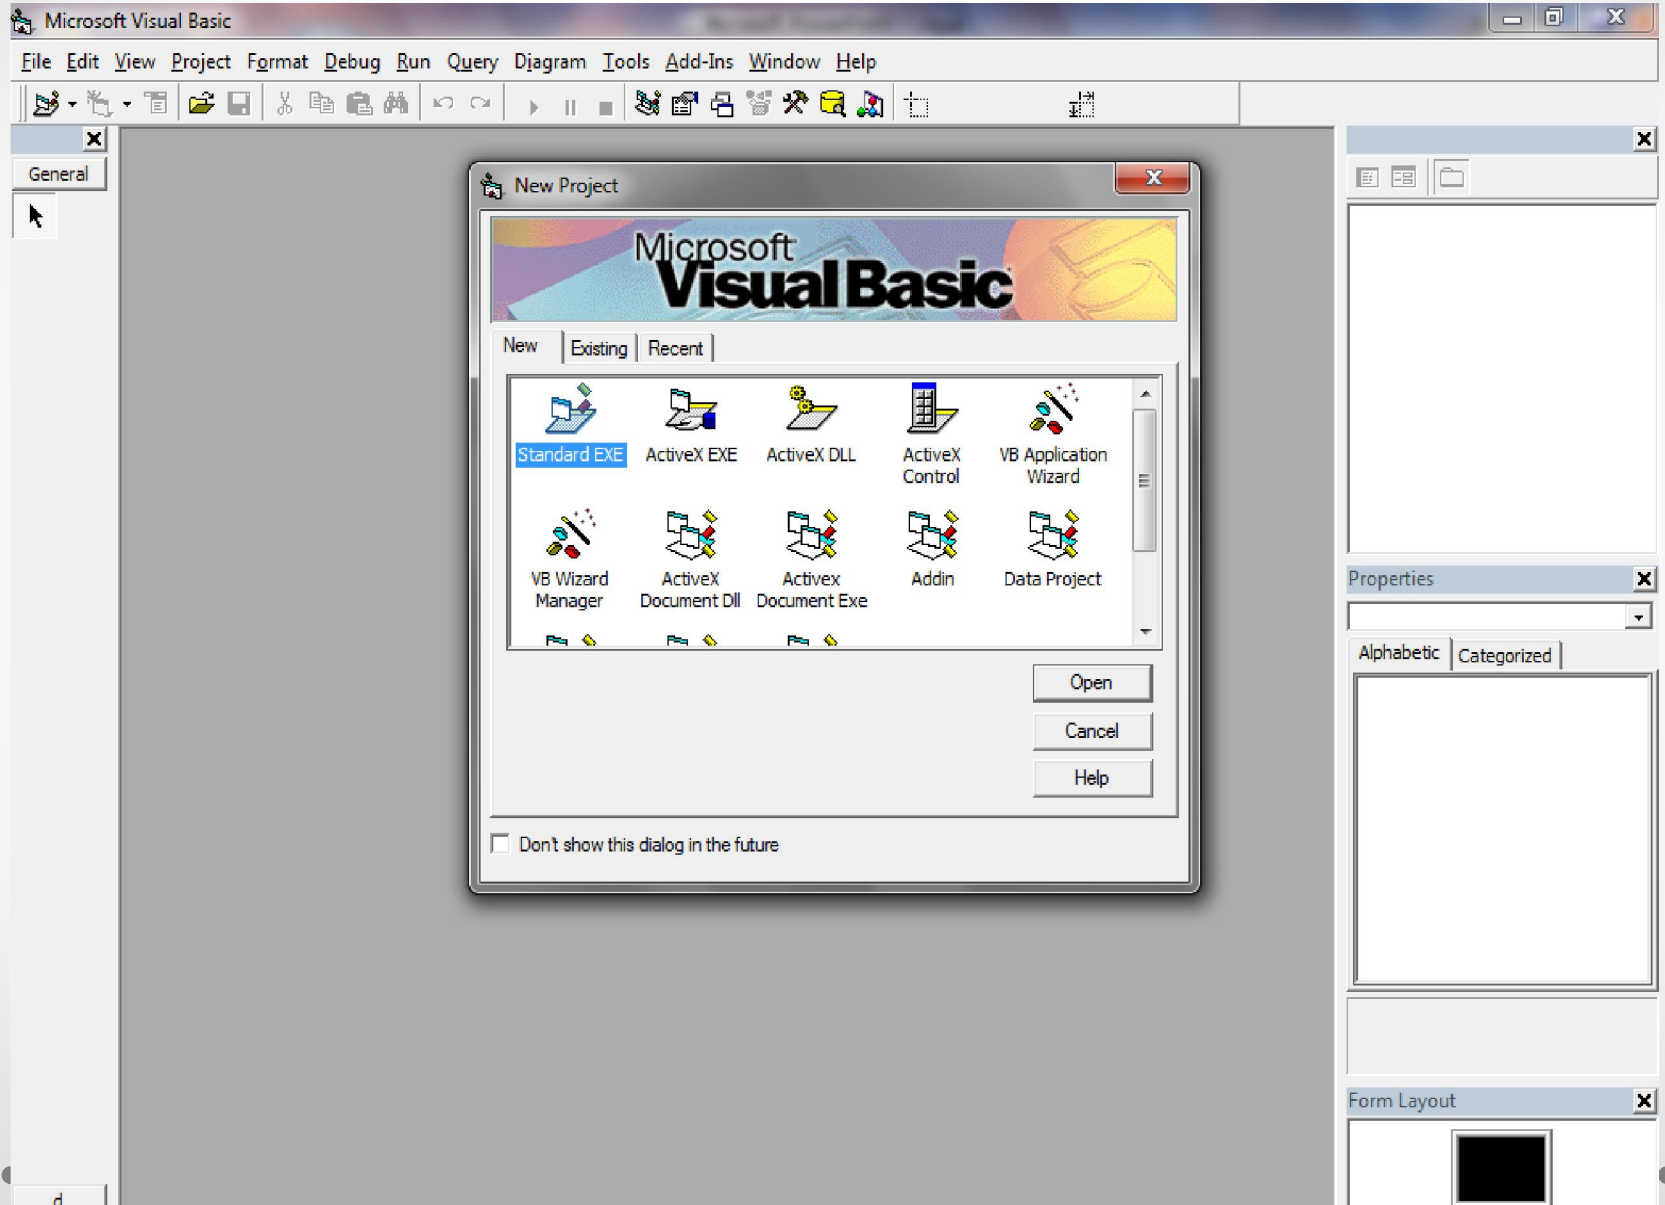 Microsoft Visual Basic
File Edit View Project Format Debug Run Query Diagram Tools Add-Ins Window Help
General
New Project
Microsoft
Visual Basic
New Existing Recent
Standard EXE ActiveX EXE ActiveX DLL ActiveX Control VB Application Wizard
VB Wizard Manager ActiveX Document Dll Activex Document Exe Addin Data Project
Open
Cancel
Help
Don't show this dialog in the future
Properties
Alphabetic Categorized
Form Layout